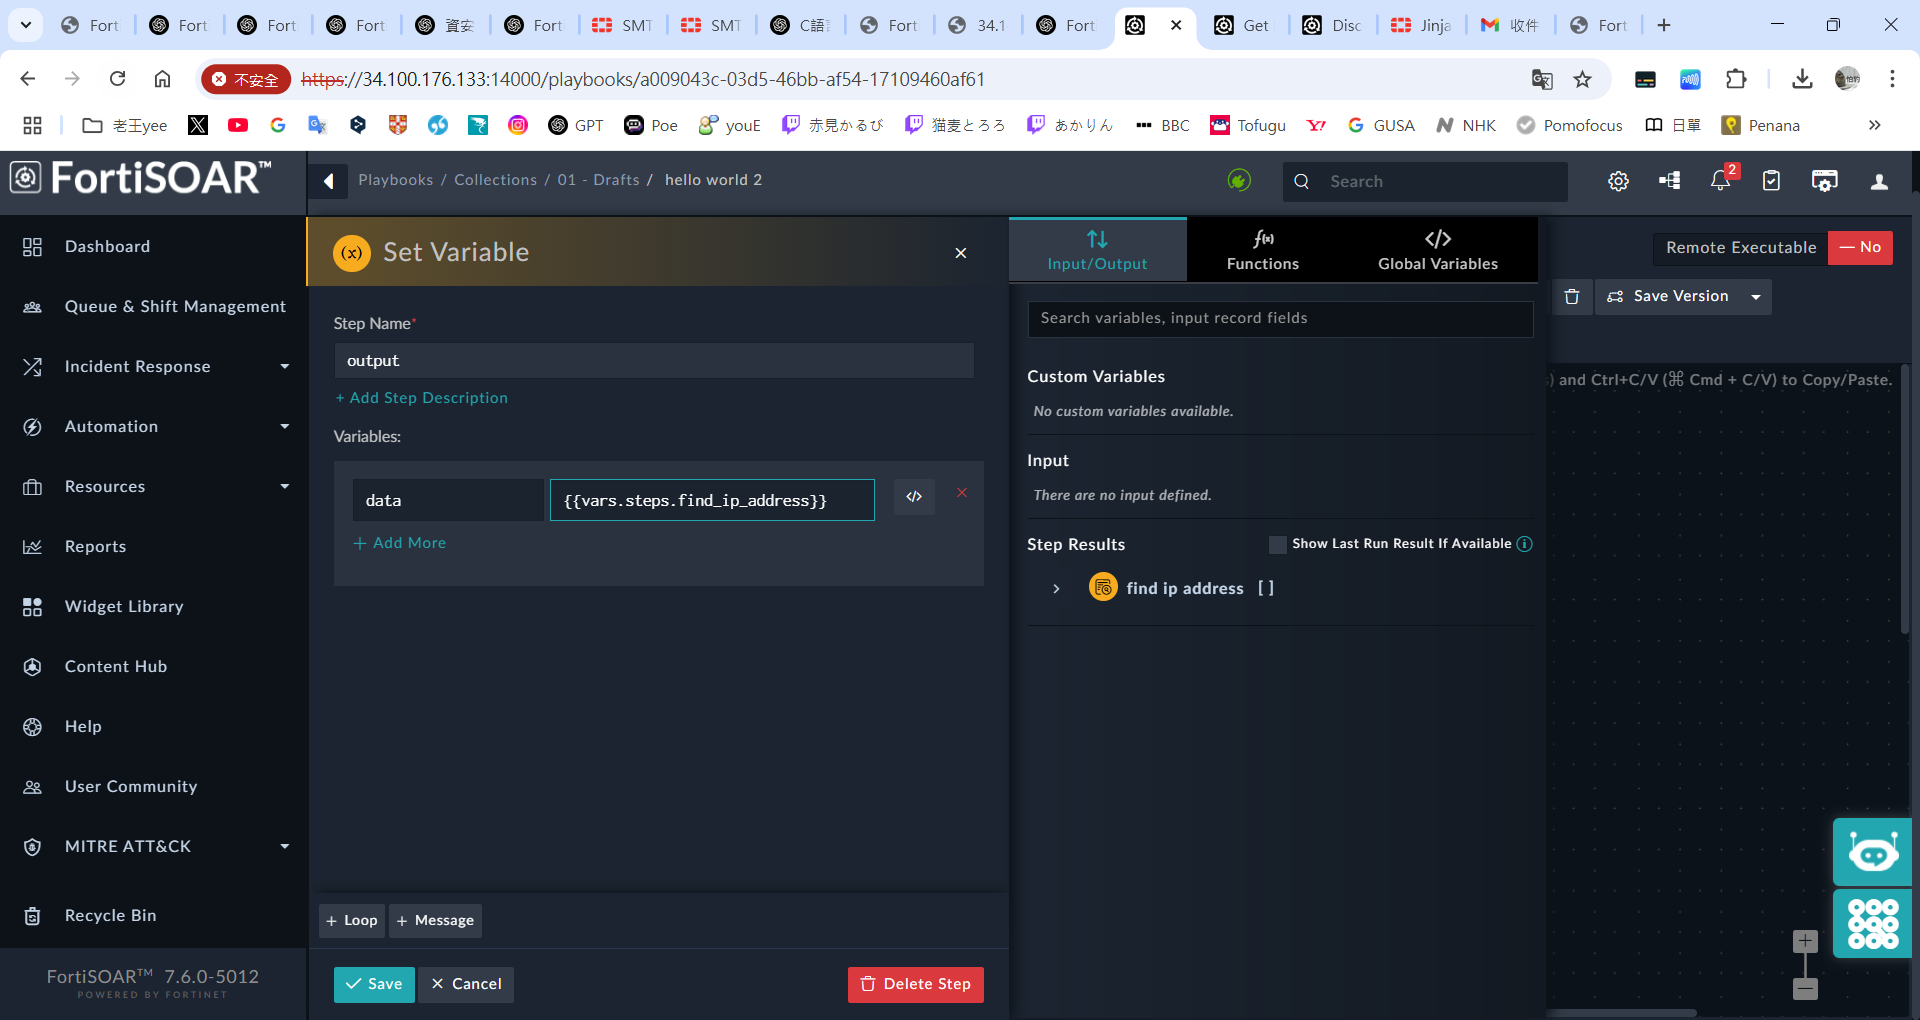 Fort
Fort
Fort
Fort
資安
Fort
SMT
SMT
C語
Fort
34.1
Fort
Get
Disc
Jinja
收件
Fort
不安全
https://34.100.176.133:14000/playbooks/a009043c-03d5-46bb-af54-17109460af61
老王yee
GPT
Poe
youE
赤見かるび
猫麦とろろ
あかりん
BBC
Tofugu
GUSA
NHK
Pomofocus
日單
Penana
FortiSOAR™
Playbooks / Collections / 01 - Drafts / hello world 2
Search
2
Dashboard
Queue & Shift Management
Incident Response
Automation
Resources
Reports
Widget Library
Content Hub
Help
User Community
MITRE ATT&CK
Recycle Bin
FortiSOAR™ 7.6.0-5012
POWERED BY FORTINET
(x) Set Variable
Step Name*
output
+ Add Step Description
Variables:
data
{{vars.steps.find_ip_address}}
</>
+ Add More
+ Loop
+ Message
Save
Cancel
Delete Step
Input/Output
f(x)
Functions
</>
Global Variables
Search variables, input record fields
Custom Variables
No custom variables available.
Input
There are no input defined.
Step Results
Show Last Run Result If Available
find ip address [ ]
Remote Executable
No
Save Version
) and Ctrl+C/V (⌘ Cmd + C/V) to Copy/Paste.